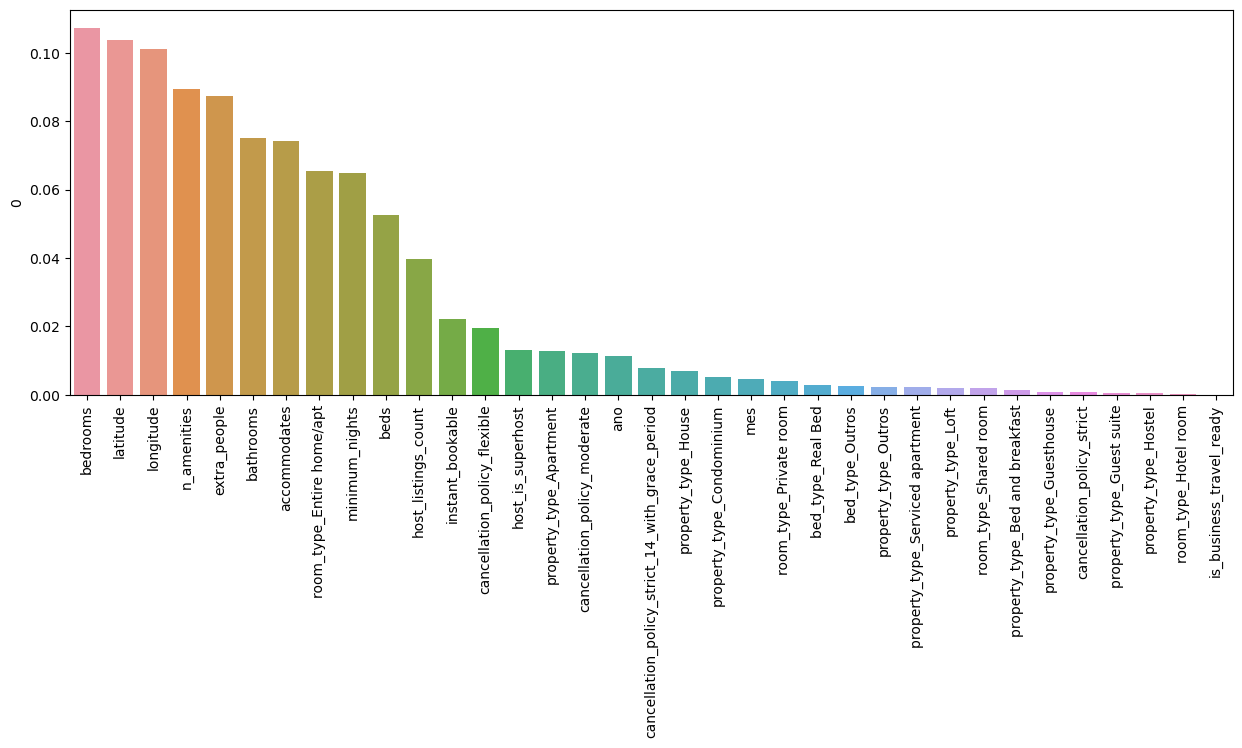 0.10
0.08
0.06
0.04
0.02
0.00
0
bedrooms
latitude
longitude
n_amenities
extra_people
bathrooms
accommodates
room_type_Entire home/apt
minimum_nights
beds
host_listings_count
instant_bookable
cancellation_policy_flexible
host_is_superhost
property_type_Apartment
cancellation_policy_moderate
ano
cancellation_policy_strict_14_with_grace_period
property_type_House
property_type_Condominium
mes
room_type_Private room
bed_type_Real Bed
bed_type_Outros
property_type_Outros
property_type_Serviced apartment
property_type_Loft
room_type_Shared room
property_type_Bed and breakfast
property_type_Guesthouse
cancellation_policy_strict
property_type_Guest suite
property_type_Hostel
room_type_Hotel room
is_business_travel_ready